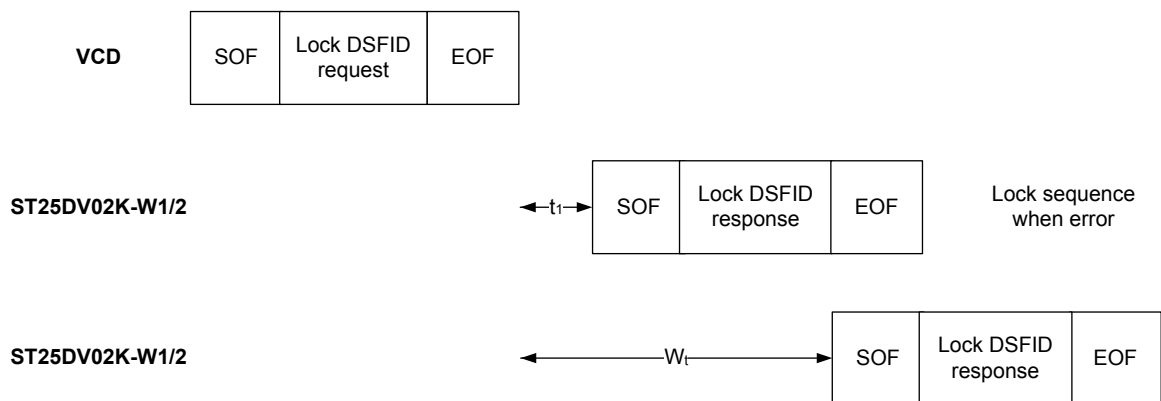 VCD
SOF
Lock DSFID
request
EOF
ST25DV02K-W1/2
t1
SOF
Lock DSFID
response
EOF
Lock sequence
when error
ST25DV02K-W1/2
Wt
SOF
Lock DSFID
response
EOF